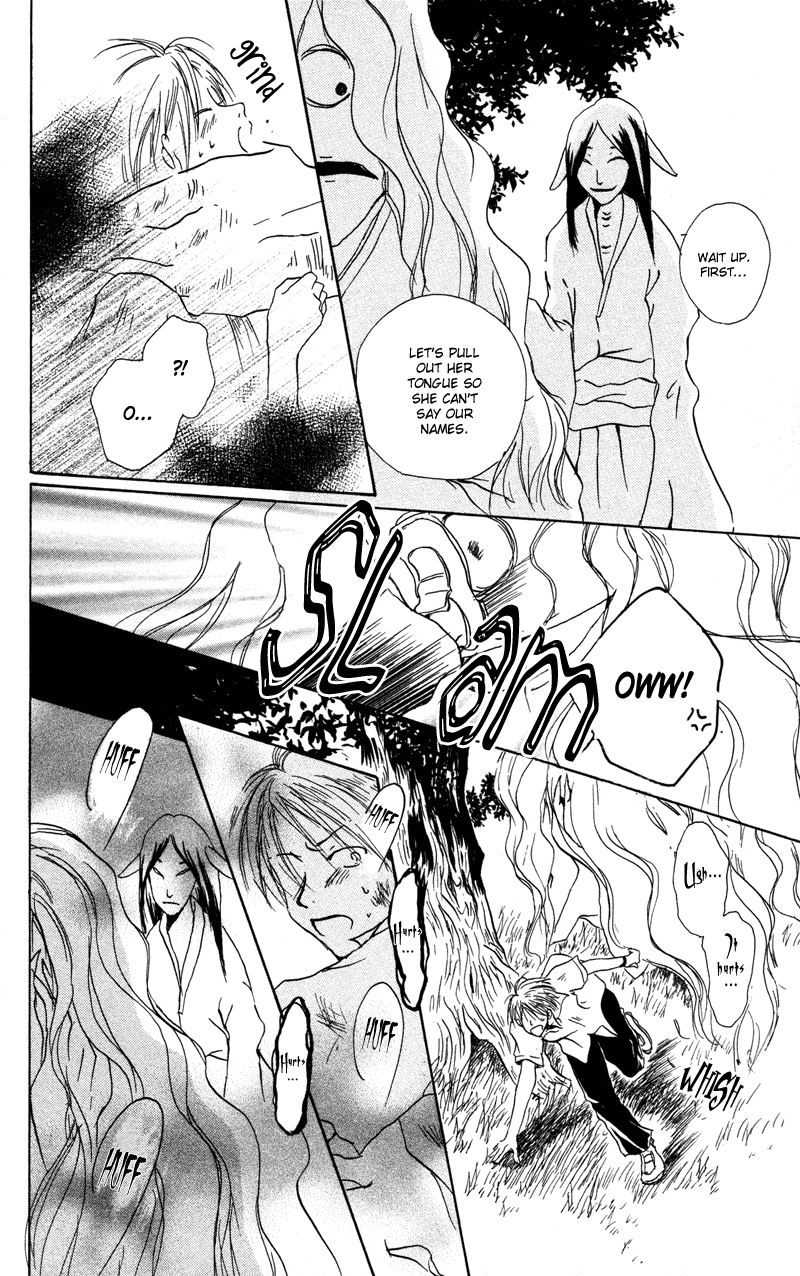 WAIT UP.
FIRST...
LET'S PULL
OUT HER
TONGUE SO
SHE CAN'T
SAY OUR
NAMES.
grind
?!
O...
SLam
OWW!
Ugh...
It
hurts
...
WHISH
HUFF
Hurts
...
HUFF
Hurts
...
HUFF
HUFF